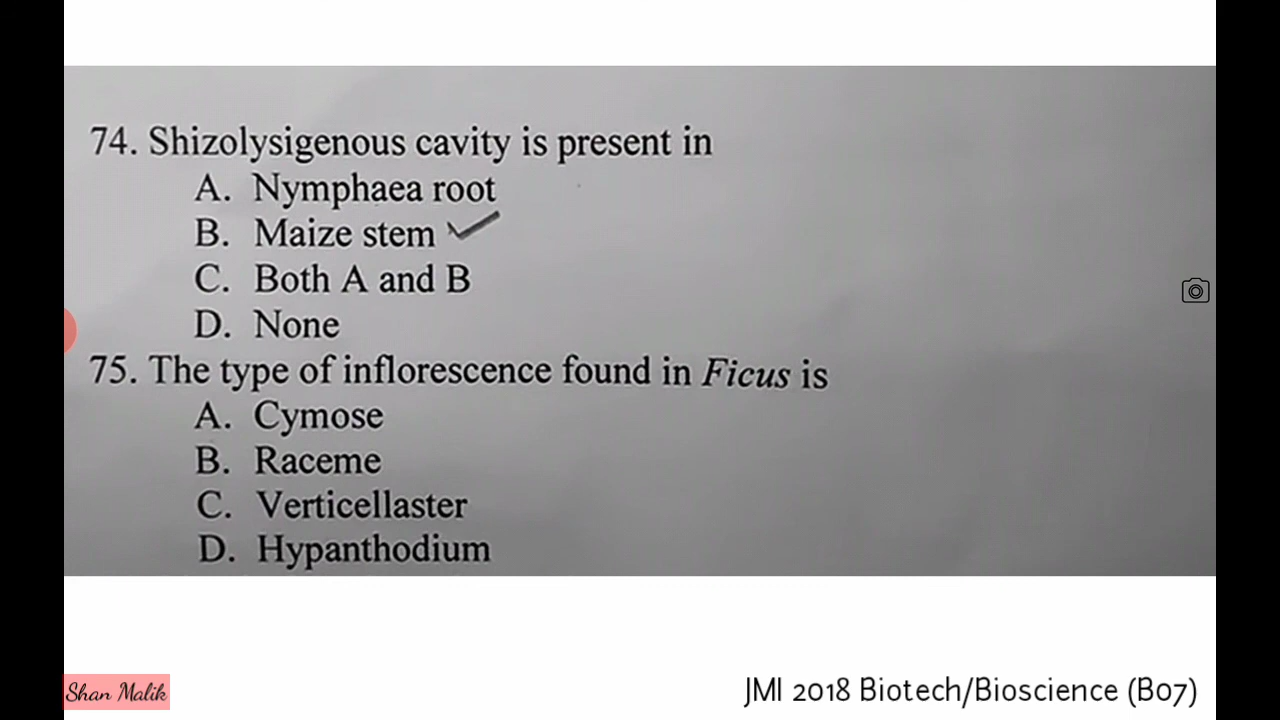 74. Shizolysigenous cavity is present in
A. Nymphaea root
B. Maize stem
C. Both A and B
D. None
75. The type of inflorescence found in Ficus is
A. Cymose
B. Raceme
C. Verticellaster
D. Hypanthodium
Shan Malik
JMI 2018 Biotech/Bioscience (B07)